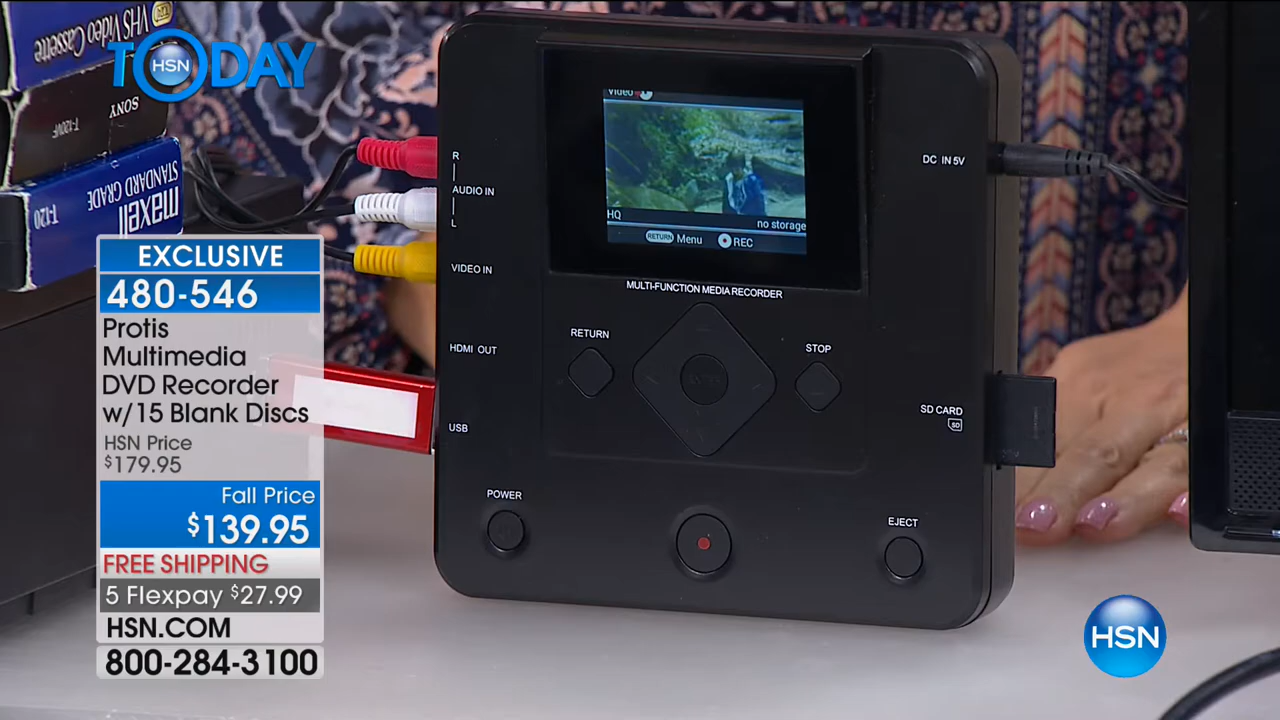 VHS Video Cassette
SONY
T-120VF
maxell
STANDARD GRADE
T-120
TODAY
HSN
EXCLUSIVE
480-546
Protis
Multimedia
DVD Recorder
w/15 Blank Discs
HSN Price
$179.95
Fall Price
$139.95
FREE SHIPPING
5 Flexpay $27.99
HSN.COM
800-284-3100
Video
HQ
no storage
RETURN Menu
REC
MULTI-FUNCTION MEDIA RECORDER
R
AUDIO IN
L
VIDEO IN
HDMI OUT
USB
RETURN
STOP
POWER
EJECT
DC IN 5V
SD CARD
SD
HSN